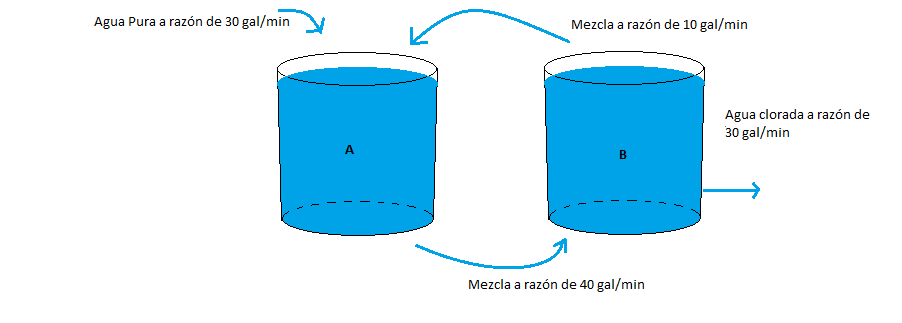 Agua Pura a razón de 30 gal/min
Mezcla a razón de 10 gal/min
Agua clorada a razón de
30 gal/min
A
B
Mezcla a razón de 40 gal/min